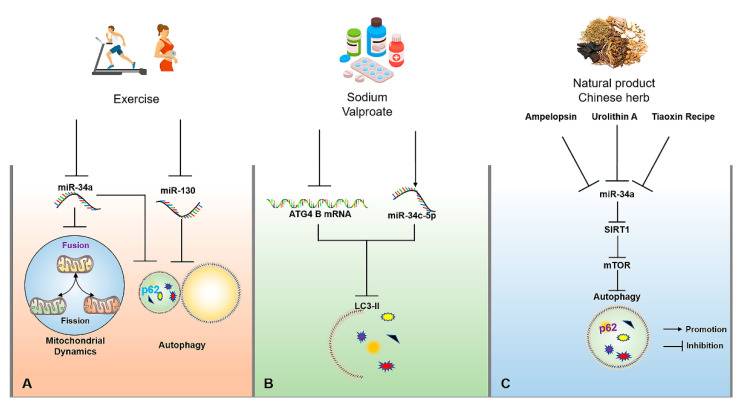 Exercise
miR-34a
miR-130
Fusion
Fission
Mitochondrial
Dynamics
p62
Autophagy
A
Sodium
Valproate
ATG4 B mRNA
miR-34c-5p
LC3-II
B
Natural product
Chinese herb
Ampelopsin
Urolithin A
Tiaoxin Recipe
miR-34a
SIRT1
mTOR
Autophagy
p62
Promotion
Inhibition
C